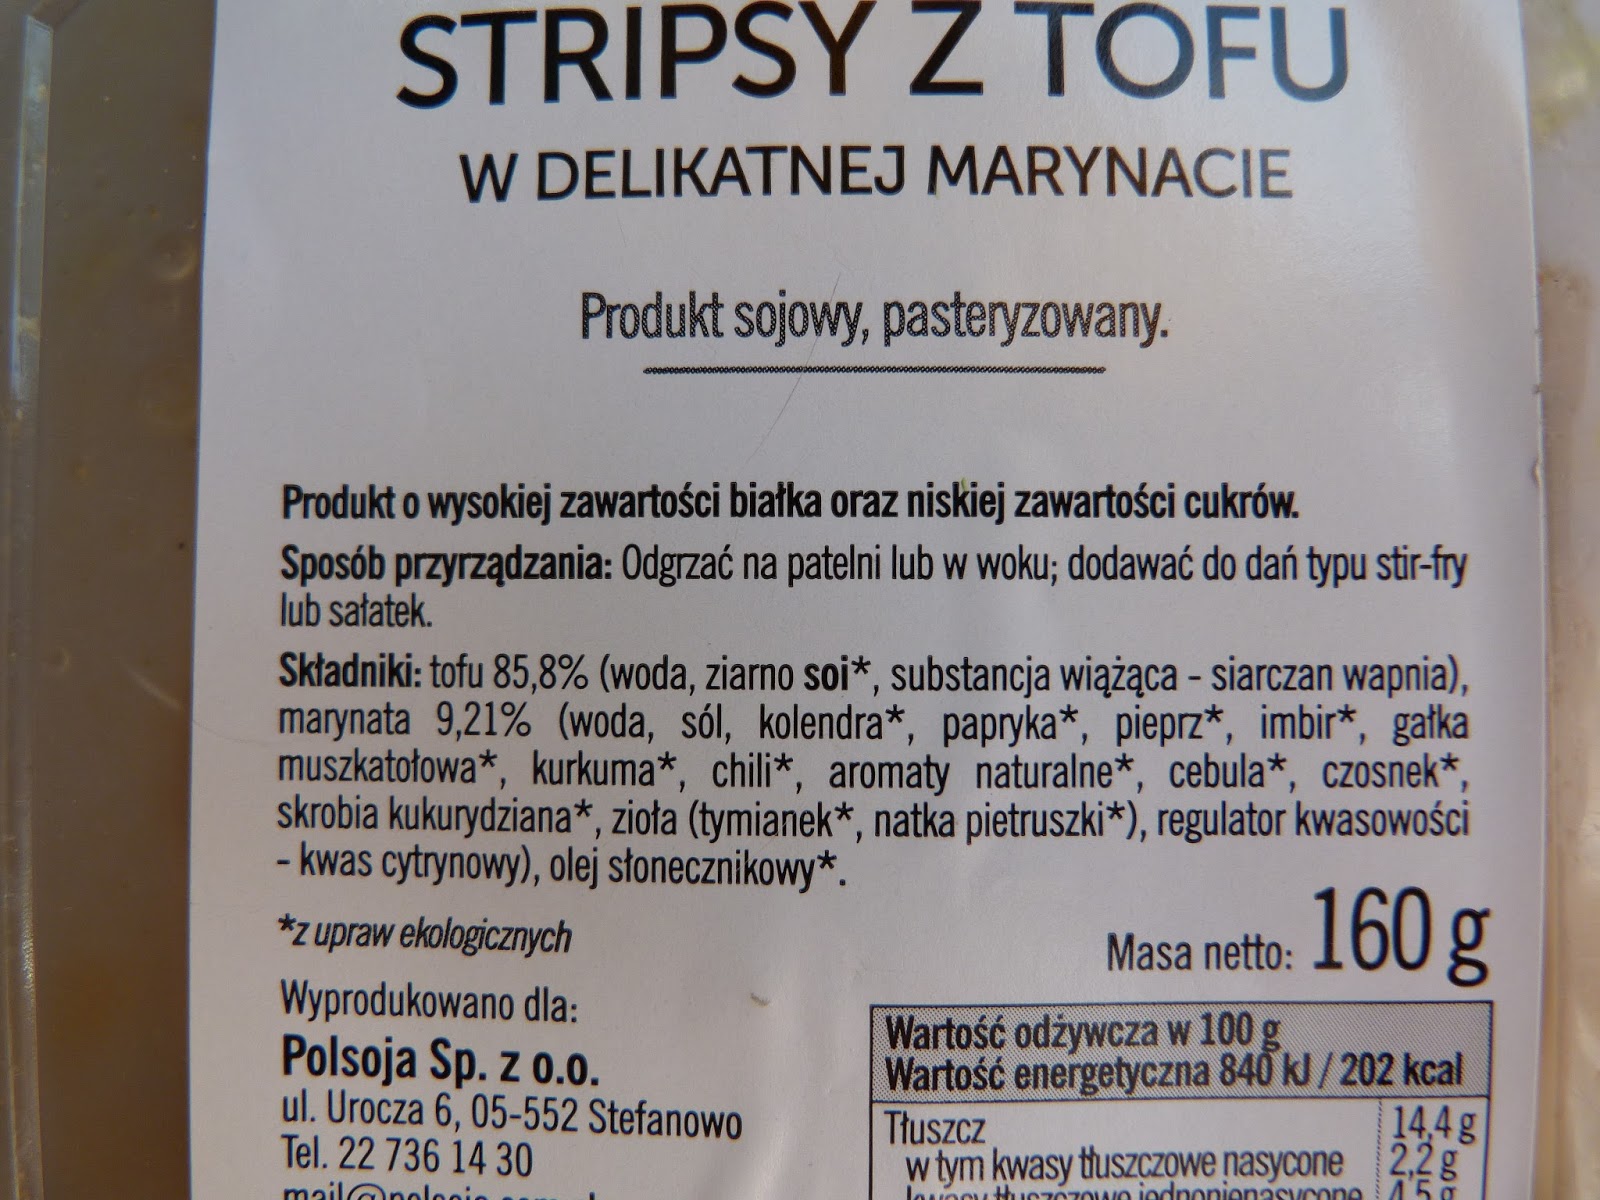 STRIPSY Z TOFU
W DELIKATNEJ MARYNACIE
Produkt sojowy, pasteryzowany.
Produkt o wysokiej zawartości białka oraz niskiej zawartości cukrów.
Sposób przyrządzania: Odgrzać na patelni lub w woku; dodawać do dań typu stir-fry
lub sałatek.
Składniki: tofu 85,8% (woda, ziarno soi*, substancja wiążąca - siarczan wapnia),
marynata 9,21% (woda, sól, kolendra*, papryka*, pieprz*, imbir*, gałka
muszkatołowa*, kurkuma*, chili*, aromaty naturalne*, cebula*, czosnek*,
skrobia kukurydziana*, zioła (tymianek*, natka pietruszki*), regulator kwasowości
- kwas cytrynowy), olej słonecznikowy*.
*z upraw ekologicznych
Masa netto: 160 g
Wyprodukowano dla:
Polsoja Sp. z o.o.
ul. Urocza 6, 05-552 Stefanowo
Tel. 22 736 14 30
Wartość odżywcza w 100 g
Wartość energetyczna 840 kJ / 202 kcal
Tłuszcz 14,4 g
w tym kwasy tłuszczowe nasycone 2,2 g
kwasy tłuszczowe jednonienasycone 4,5 g